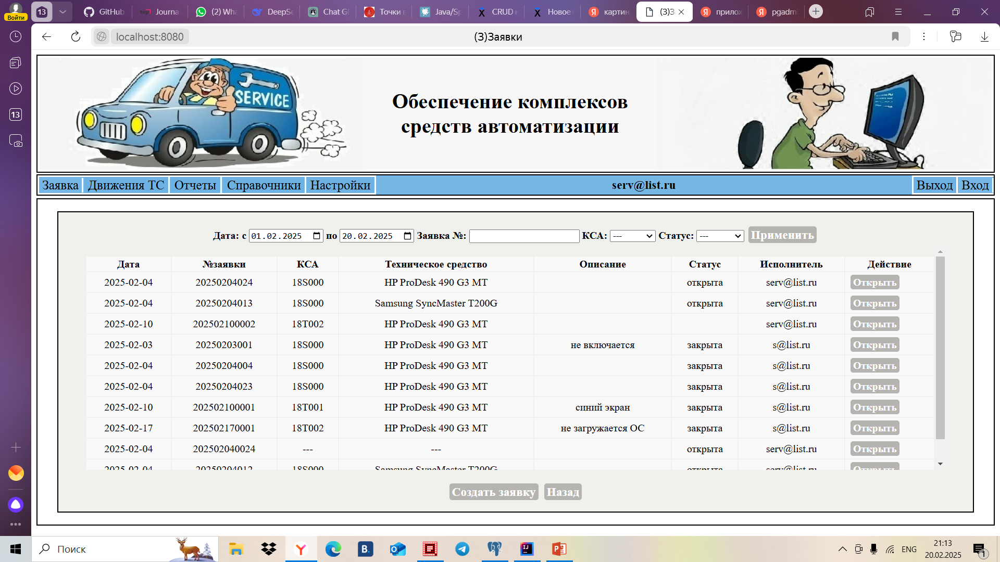 Войти
13
GitHub
Journa
(2) Wha
DeepSe
Chat G
Точки в
Java/Sp
CRUD н
Новое
картин
(3)З
прило
pgadmi
localhost:8080
(3)Заявки
13
SERVICE
Обеспечение комплексов
средств автоматизации
Заявка Движения ТС Отчеты Справочники Настройки serv@list.ru Выход Вход
Дата: с 01.02.2025 по 20.02.2025 Заявка №: КСА: --- Статус: --- Применить
Дата №заявки КСА Техническое средство Описание Статус Исполнитель Действие
2025-02-04 20250204024 18S000 HP ProDesk 490 G3 MT открыта serv@list.ru Открыть
2025-02-04 20250204013 18S000 Samsung SyncMaster T200G открыта serv@list.ru Открыть
2025-02-10 202502100002 18T002 HP ProDesk 490 G3 MT serv@list.ru Открыть
2025-02-03 20250203001 18S000 HP ProDesk 490 G3 MT не включается закрыта s@list.ru Открыть
2025-02-04 20250204004 18S000 HP ProDesk 490 G3 MT закрыта s@list.ru Открыть
2025-02-04 20250204023 18S000 HP ProDesk 490 G3 MT закрыта s@list.ru Открыть
2025-02-10 202502100001 18T001 HP ProDesk 490 G3 MT синий экран закрыта s@list.ru Открыть
2025-02-17 202502170001 18T002 HP ProDesk 490 G3 MT не загружается ОС закрыта s@list.ru Открыть
2025-02-04 202502040024 --- --- открыта serv@list.ru Открыть
2025-02-04 20250204012 18S000 Samsung SyncMaster T200G открыта serv@list.ru Открыть
Создать заявку Назад
Поиск
ENG
21:13
20.02.2025
1